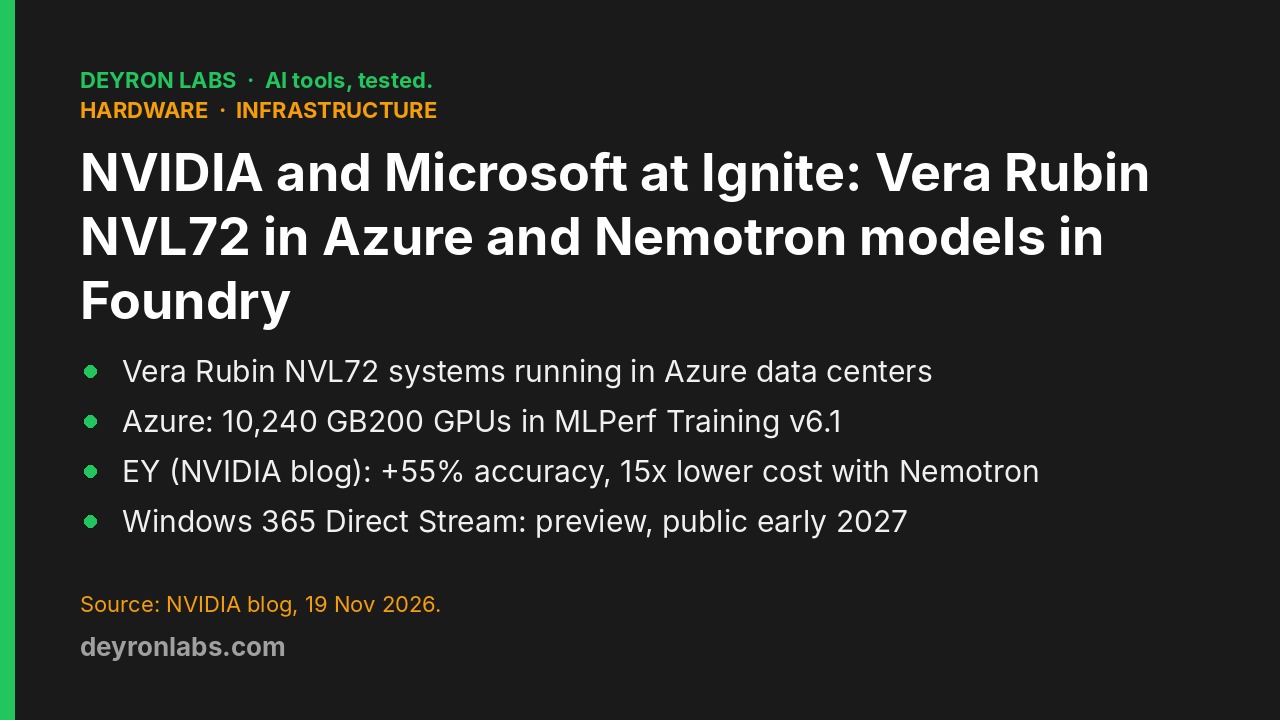 DEYRON LABS · AI tools, tested.
HARDWARE · INFRASTRUCTURE
NVIDIA and Microsoft at Ignite: Vera Rubin
NVL72 in Azure and Nemotron models in
Foundry
• Vera Rubin NVL72 systems running in Azure data centers
• Azure: 10,240 GB200 GPUs in MLPerf Training v6.1
• EY (NVIDIA blog): +55% accuracy, 15x lower cost with Nemotron
• Windows 365 Direct Stream: preview, public early 2027
Source: NVIDIA blog, 19 Nov 2026.
deyronlabs.com